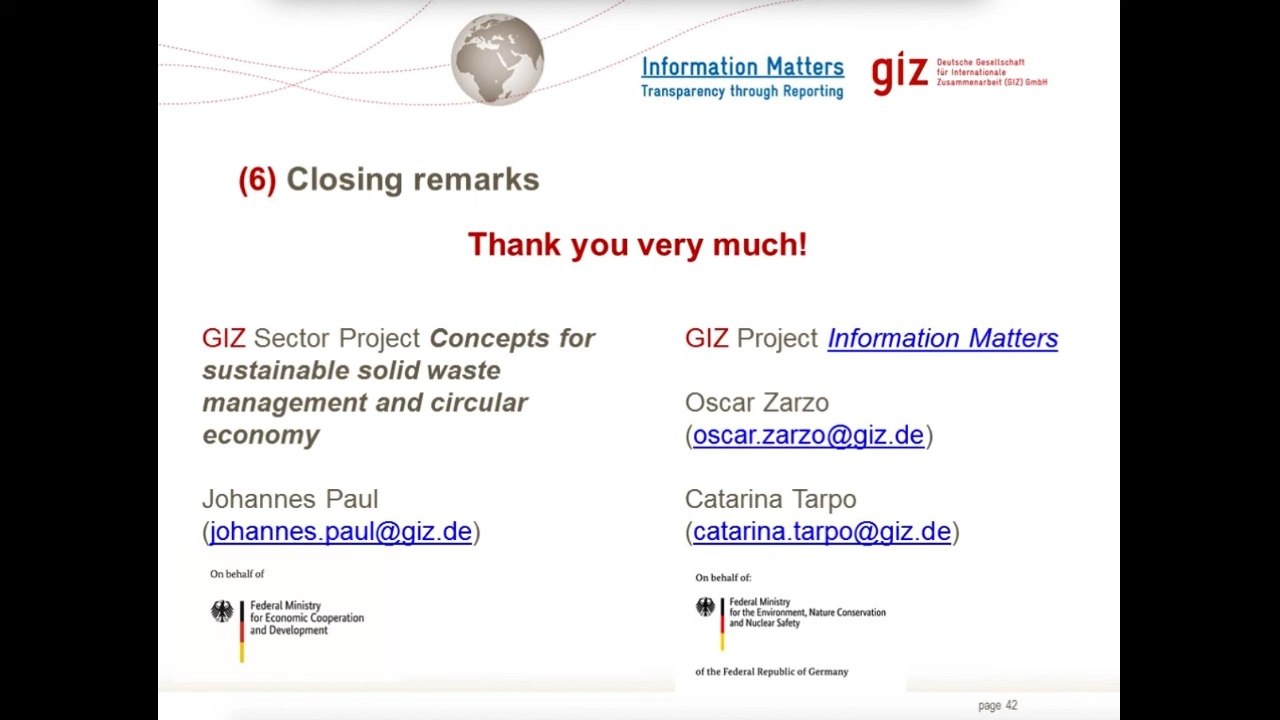 Information Matters
Transparency through Reporting
giz
Deutsche Gesellschaft
für Internationale
Zusammenarbeit (GIZ) GmbH
(6) Closing remarks
Thank you very much!
GIZ Sector Project Concepts for
sustainable solid waste
management and circular
economy
Johannes Paul
(johannes.paul@giz.de)
On behalf of
Federal Ministry
for Economic Cooperation
and Development
GIZ Project Information Matters
Oscar Zarzo
(oscar.zarzo@giz.de)
Catarina Tarpo
(catarina.tarpo@giz.de)
On behalf of:
Federal Ministry
for the Environment, Nature Conservation
and Nuclear Safety
of the Federal Republic of Germany
page 42